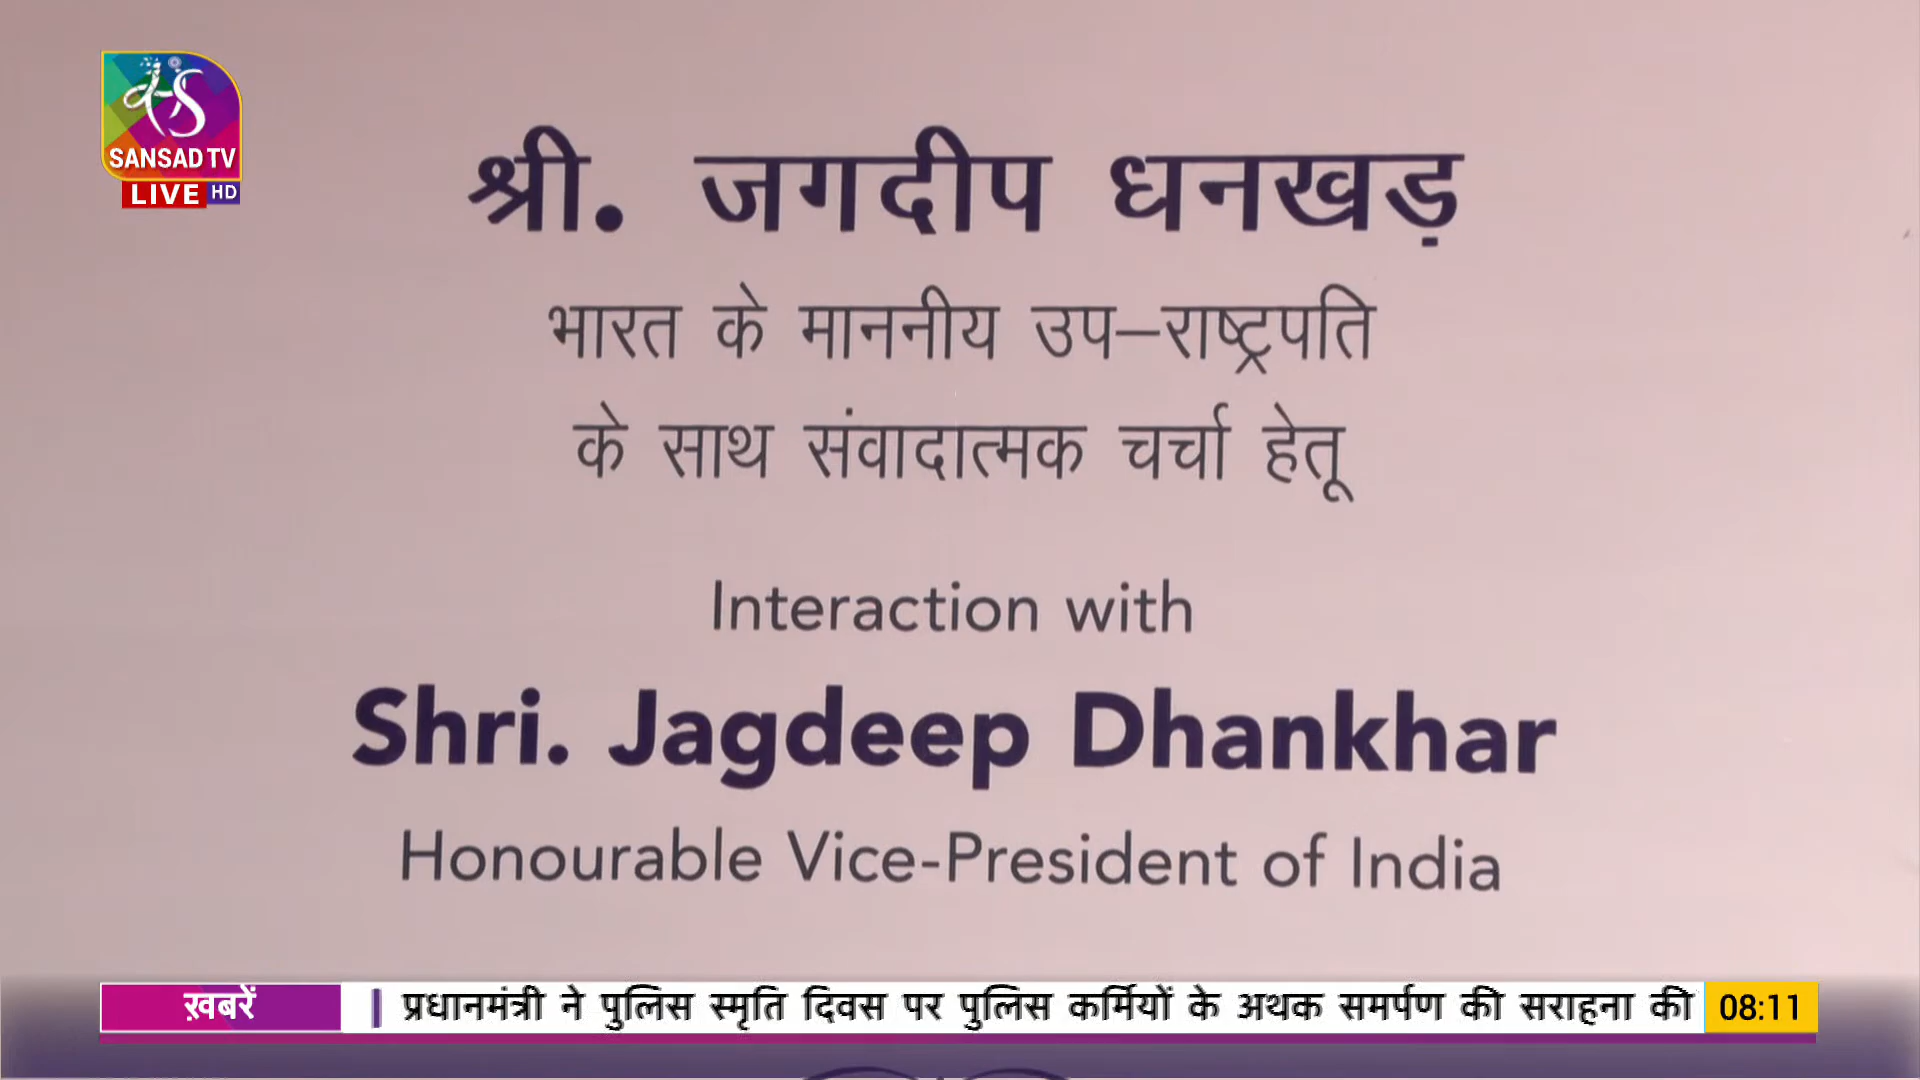 SANSAD TV
LIVE HD
श्री. जगदीप धनखड़
भारत के माननीय उप–राष्ट्रपति
के साथ संवादात्मक चर्चा हेतू
Interaction with
Shri. Jagdeep Dhankhar
Honourable Vice-President of India
ख़बरें
प्रधानमंत्री ने पुलिस स्मृति दिवस पर पुलिस कर्मियों के अथक समर्पण की सराहना की
08:11